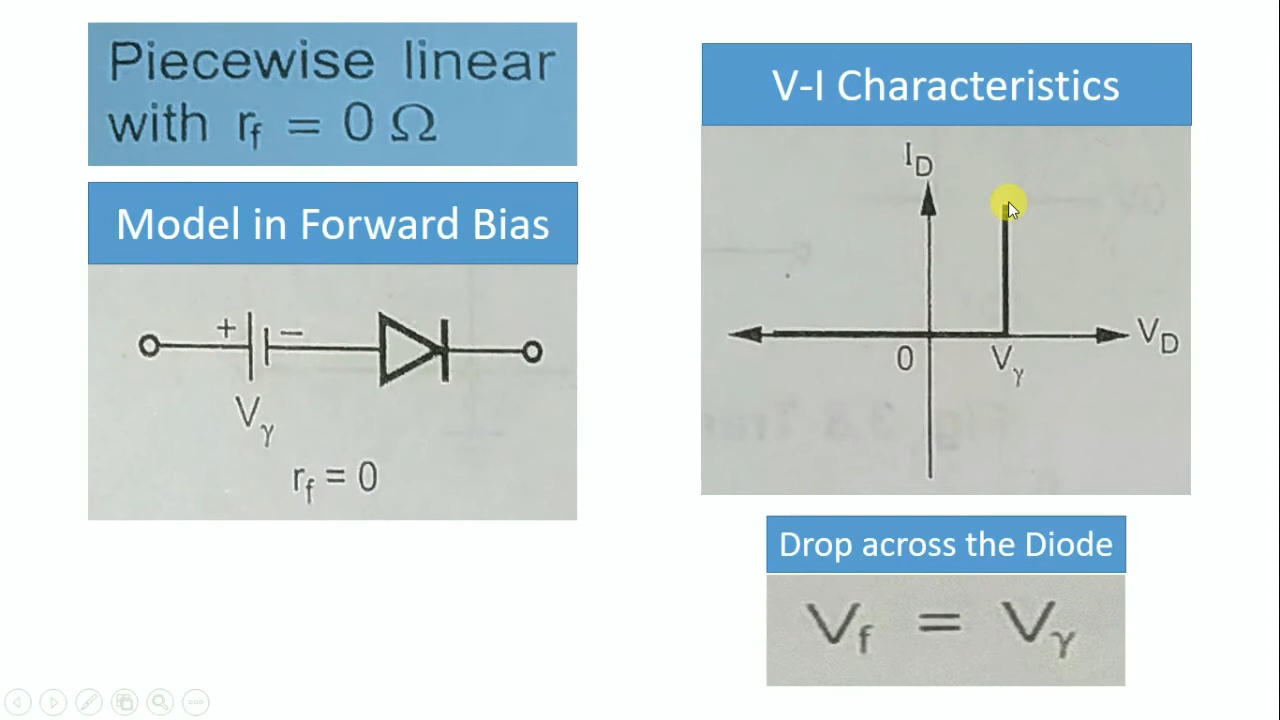 Piecewise linear
with r_f = 0 Ω
Model in Forward Bias
+ −
V_γ
r_f = 0
V-I Characteristics
I_D
V_D
0 V_γ
Drop across the Diode
V_f = V_γ